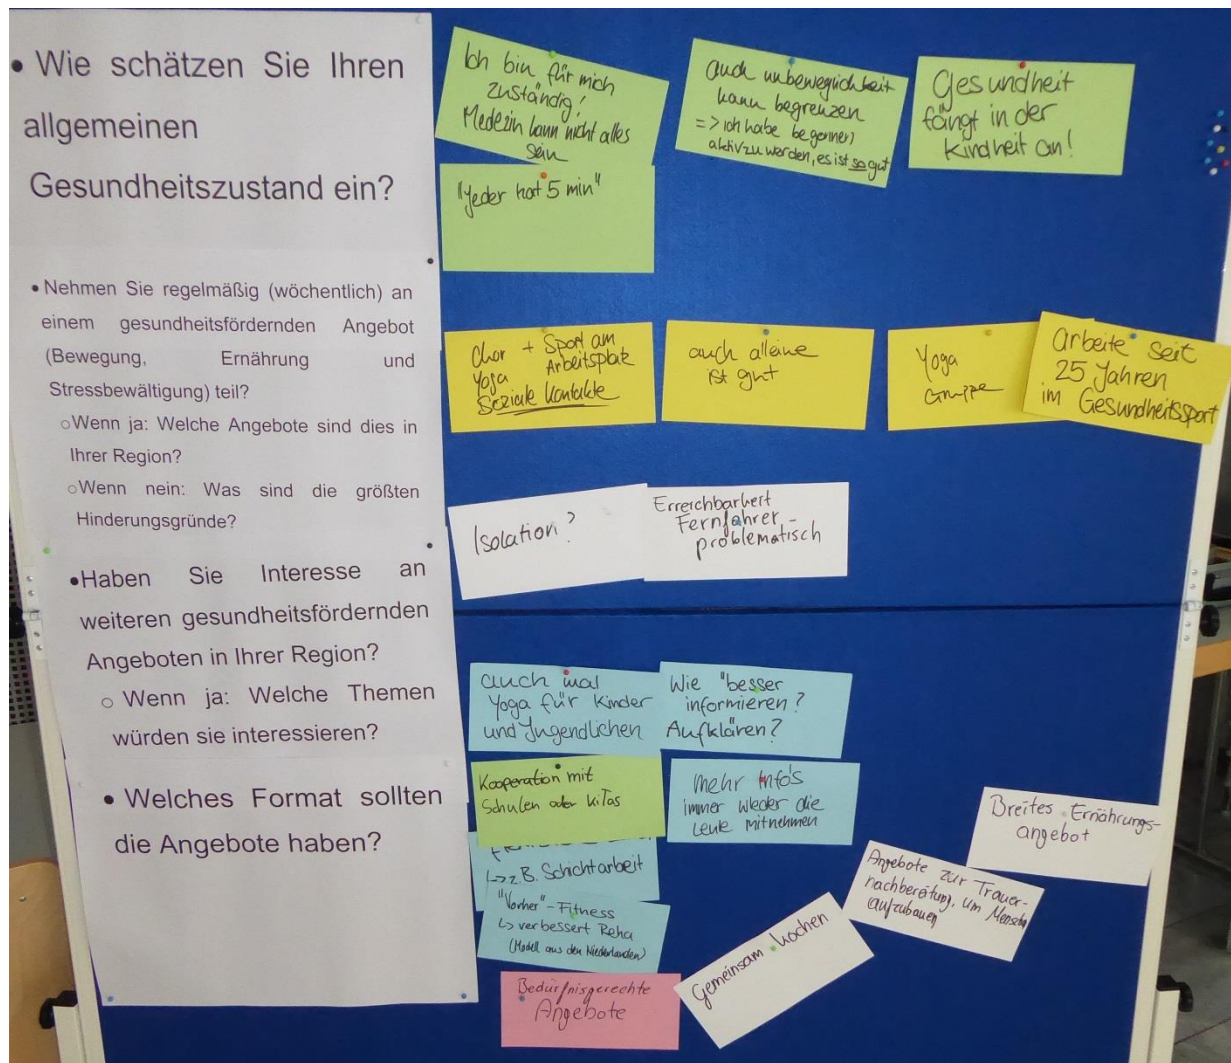 • Wie schätzen Sie Ihren
allgemeinen
Gesundheitszustand ein?
• Nehmen Sie regelmäßig (wöchentlich) an
einem gesundheitsfördernden Angebot
(Bewegung, Ernährung und
Stressbewältigung) teil?
○Wenn ja: Welche Angebote sind dies in
Ihrer Region?
○Wenn nein: Was sind die größten
Hinderungsgründe?
•Haben Sie Interesse an
weiteren gesundheitsfördernden
Angeboten in Ihrer Region?
○ Wenn ja: Welche Themen
würden sie interessieren?
• Welches Format sollten
die Angebote haben?
Ich bin für mich
zuständig!
Medezin kann nicht alles
sein
auch unbeweglichkeit
kann begrenzen
=> ich habe begonnen
aktiv zu werden, es ist so gut
Gesundheit
fängt in der
Kindheit an!
"Jeder hat 5 min"
Chor + Sport am
Yoga Arbeitsplatz
Soziale Kontakte
auch alleine
ist gut
Yoga
Gruppe
Arbeite seit
25 Jahren
im Gesundheitssport
Isolation?
Erreichbarkeit
Fernfahrer -
problematisch
auch mal
Yoga für Kinder
und Jugendlichen
Wie "besser
informieren?
Aufklären?
Kooperation mit
Schulen oder KiTas
mehr Info's
immer wieder die
Leute mitnehmen
↳ z.B. Schichtarbeit
"Vorher"-Fitness
↳ verbessert Reha
(Modell aus den Niederlanden)
Bedürfnisgerechte
Angebote
Gemeinsam kochen
Angebote zur Trauer-
nachberatung, um Menschen
aufzubauen
Breites Ernährungs-
angebot